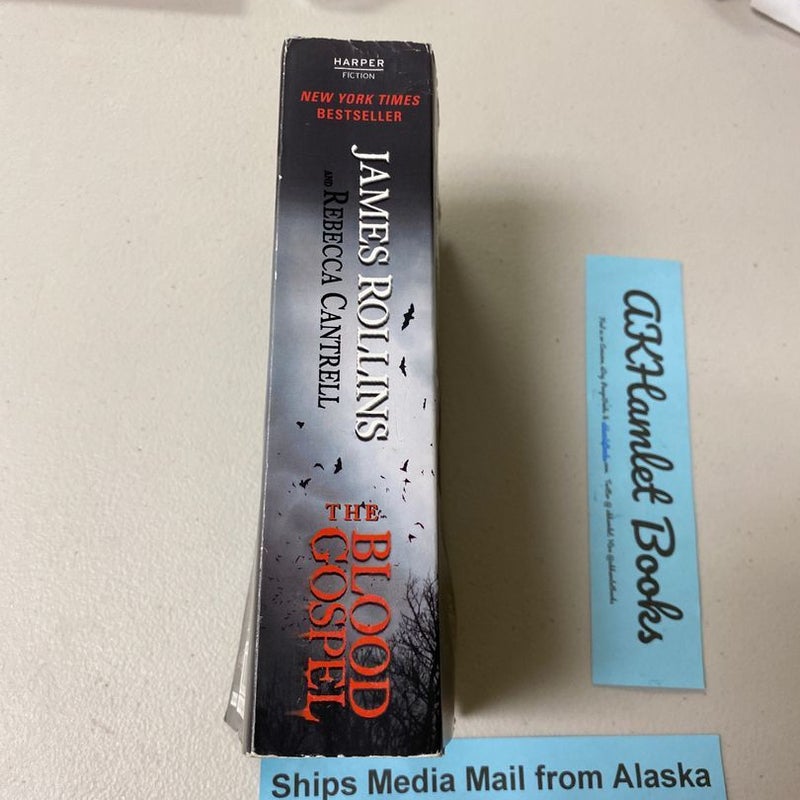 HARPER
FICTION
NEW YORK TIMES
BESTSELLER
JAMES ROLLINS
AND REBECCA CANTRELL
THE
BLOOD
GOSPEL
AKHamlet Books
Ships Media Mail from Alaska